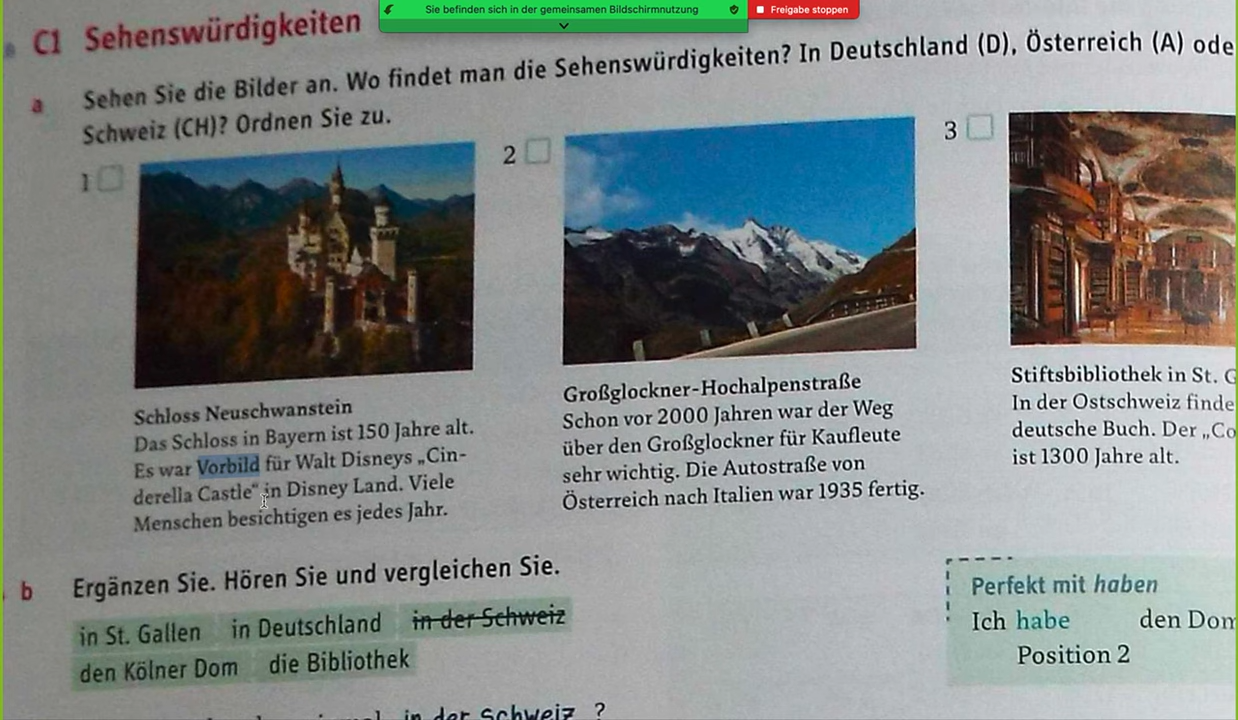 Sie befinden sich in der gemeinsamen Bildschirmnutzung
Freigabe stoppen
C1 Sehenswürdigkeiten
a Sehen Sie die Bilder an. Wo findet man die Sehenswürdigkeiten? In Deutschland (D), Österreich (A) ode
Schweiz (CH)? Ordnen Sie zu.
1
2
3
Schloss Neuschwanstein
Das Schloss in Bayern ist 150 Jahre alt.
Es war Vorbild für Walt Disneys „Cin-
derella Castle“ in Disney Land. Viele
Menschen besichtigen es jedes Jahr.
Großglockner-Hochalpenstraße
Schon vor 2000 Jahren war der Weg
über den Großglockner für Kaufleute
sehr wichtig. Die Autostraße von
Österreich nach Italien war 1935 fertig.
Stiftsbibliothek in St. G
In der Ostschweiz finde
deutsche Buch. Der „Co
ist 1300 Jahre alt.
b Ergänzen Sie. Hören Sie und vergleichen Sie.
in St. Gallen in Deutschland in der Schweiz
den Kölner Dom die Bibliothek
Perfekt mit haben
Ich habe den Dom
Position 2
in der Schweiz ?